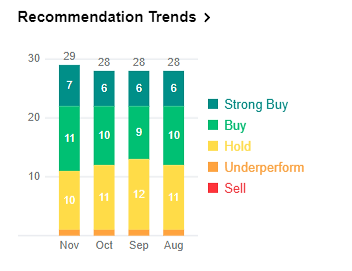 Recommendation Trends >
30
20
10
29
28
28
28
7
6
6
6
11
10
9
10
10
11
12
11
Nov
Oct
Sep
Aug
Strong Buy
Buy
Hold
Underperform
Sell